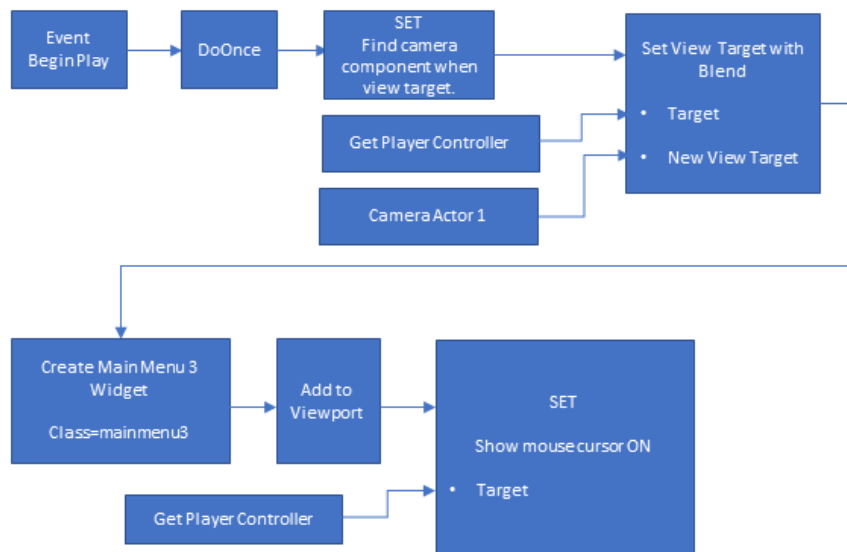 Event
Begin Play
DoOnce
SET
Find camera
component when
view target.
Set View Target with
Blend
• Target
• New View Target
Get Player Controller
Camera Actor 1
Create Main Menu 3
Widget
Class=mainmenu3
Add to
Viewport
SET
Show mouse cursor ON
• Target
Get Player Controller